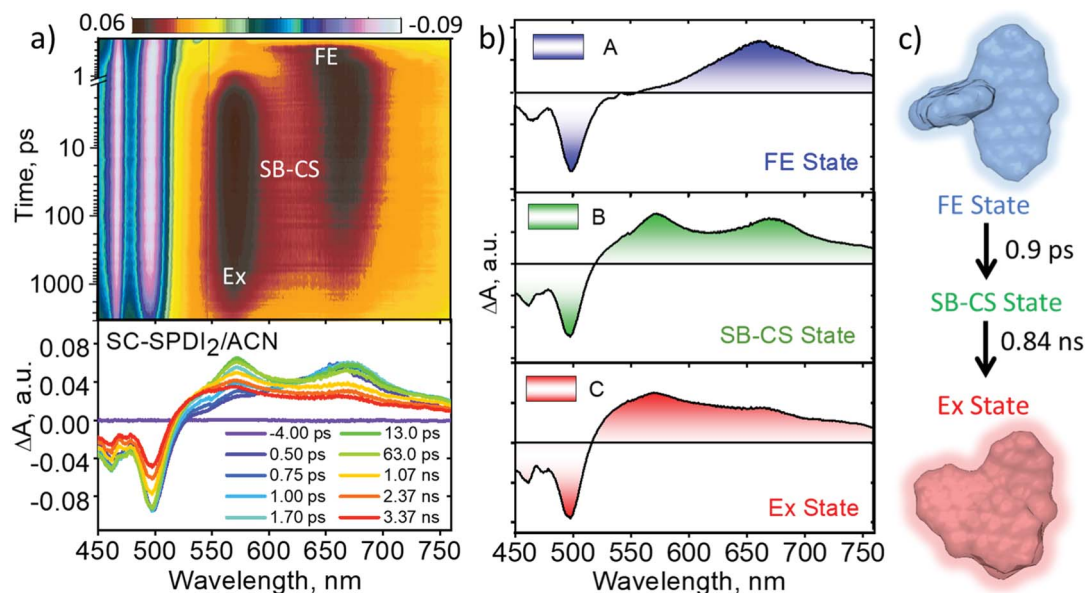 a)
0.06
-0.09
FE
SB-CS
Ex
Time, ps
1
10
100
1000
SC-SPDI₂/ACN
ΔA, a.u.
0.08
0.04
0.00
-0.04
-0.08
-4.00 ps 13.0 ps
0.50 ps 63.0 ps
0.75 ps 1.07 ns
1.00 ps 2.37 ns
1.70 ps 3.37 ns
450 500 550 600 650 700 750
Wavelength, nm
b)
A
FE State
B
SB-CS State
C
Ex State
ΔA, a.u.
450 500 550 600 650 700 750
Wavelength, nm
c)
FE State
0.9 ps
SB-CS State
0.84 ns
Ex State